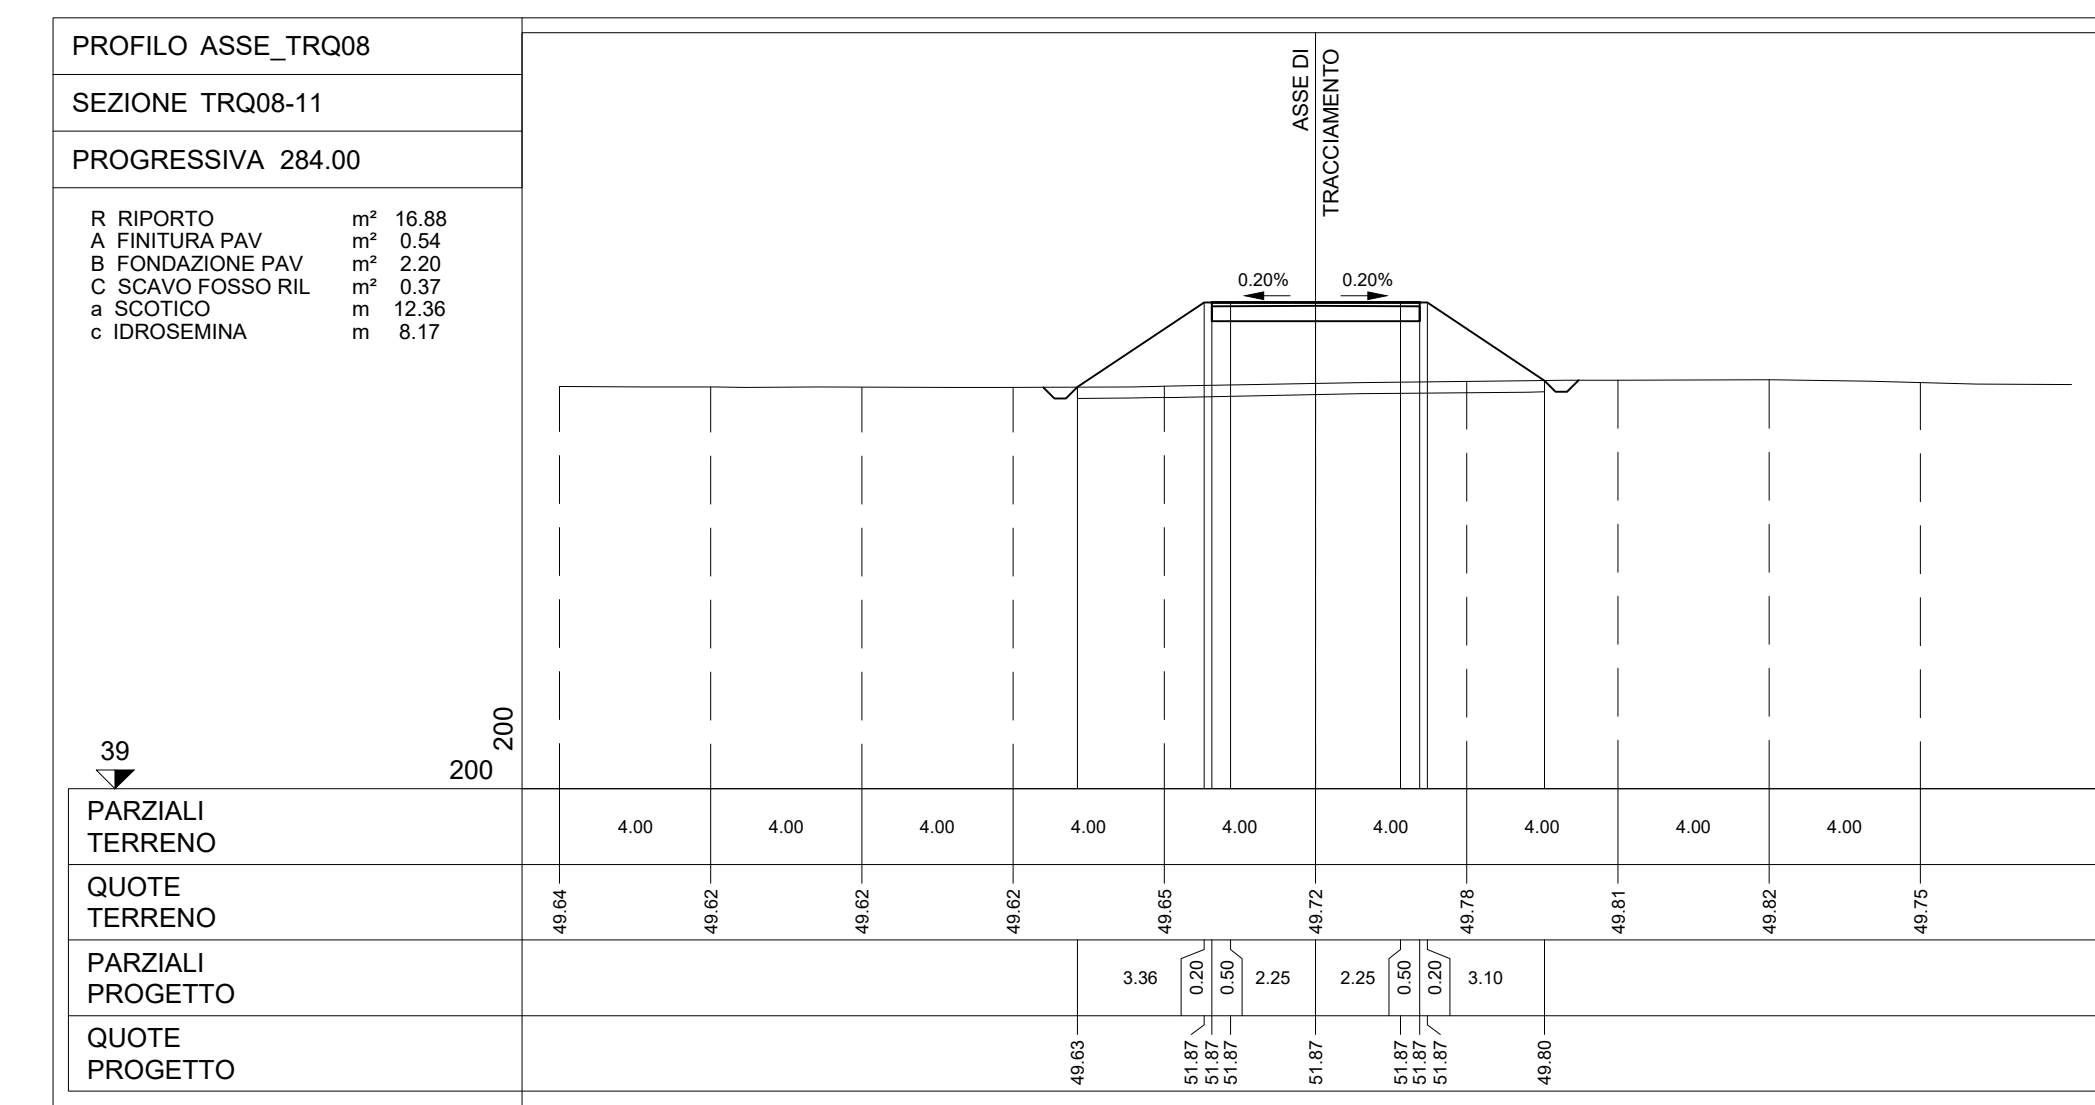 PROFILO ASSE_TRQ08
SEZIONE TRQ08-11
PROGRESSIVA 284.00
R RIPORTO m² 16.88
A FINITURA PAV m² 0.54
B FONDAZIONE PAV m² 2.20
C SCAVO FOSSO RIL m² 0.37
a SCOTICO m 12.36
c IDROSEMINA m 8.17
ASSE DI
TRACCIAMENTO
0.20% 0.20%
39
200
200
PARZIALI
TERRENO
4.00 4.00 4.00 4.00 4.00 4.00 4.00 4.00 4.00
QUOTE
TERRENO
49.64 49.62 49.62 49.62 49.65 49.72 49.78 49.81 49.82 49.75
PARZIALI
PROGETTO
3.36 0.20 0.50 2.25 2.25 0.50 0.20 3.10
QUOTE
PROGETTO
49.63 51.87 51.87 51.87 51.87 51.87 51.87 51.87 49.80